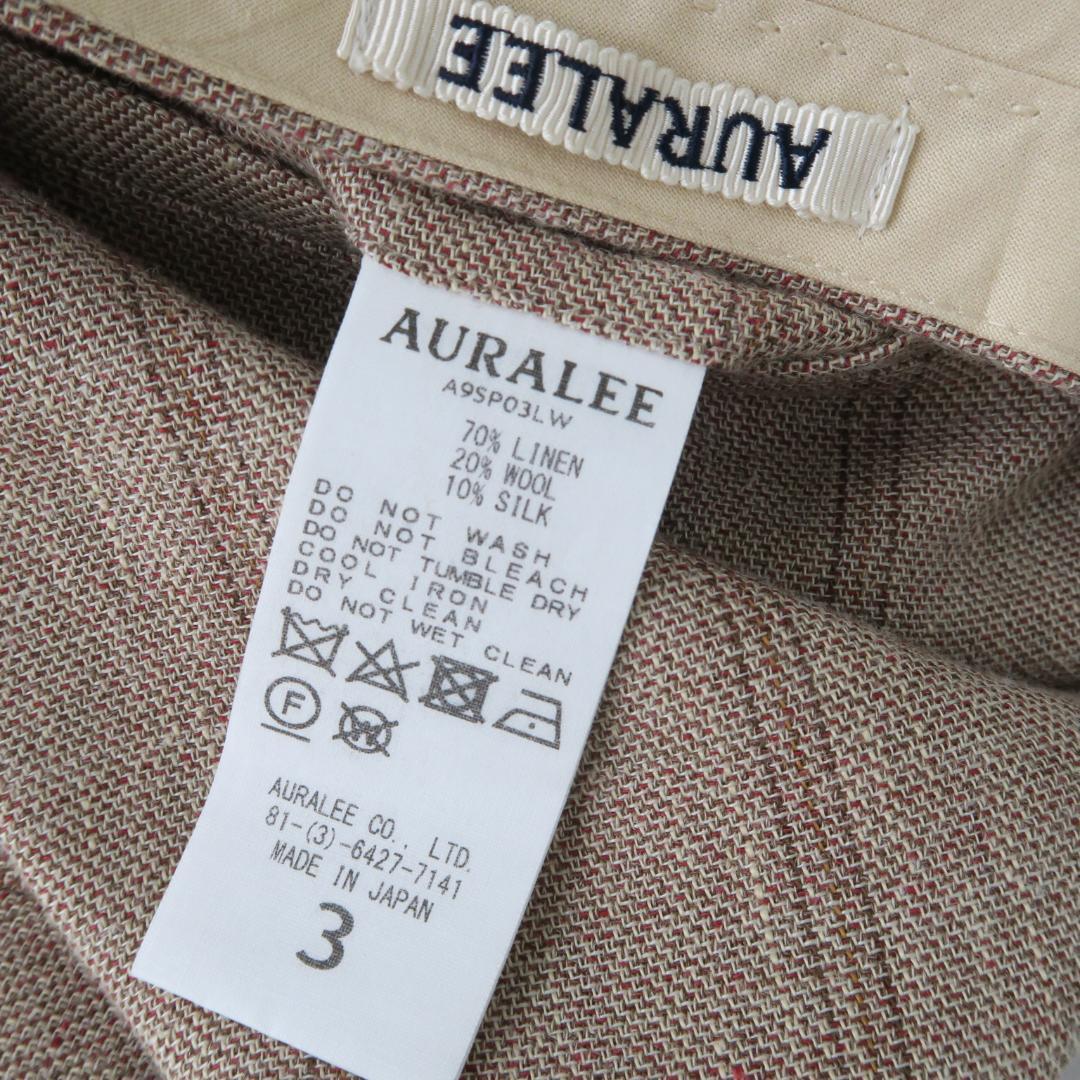 AURALEE
AURALEE
A9SP03LW
70% LINEN
20% WOOL
10% SILK
DO NOT WASH
DO NOT BLEACH
DO NOT TUMBLE DRY
COOL IRON
DRY CLEAN
DO NOT WET CLEAN
F W
AURALEE CO., LTD.
81-(3)-6427-7141
MADE IN JAPAN
3